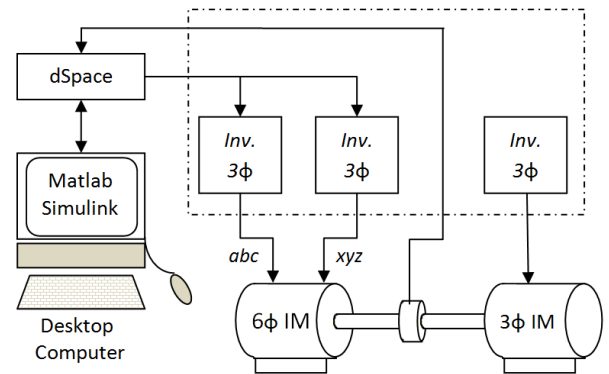 dSpace
Inv.
3ϕ
Inv.
3ϕ
Inv.
3ϕ
Matlab
Simulink
abc
xyz
6ϕ IM
3ϕ IM
Desktop
Computer